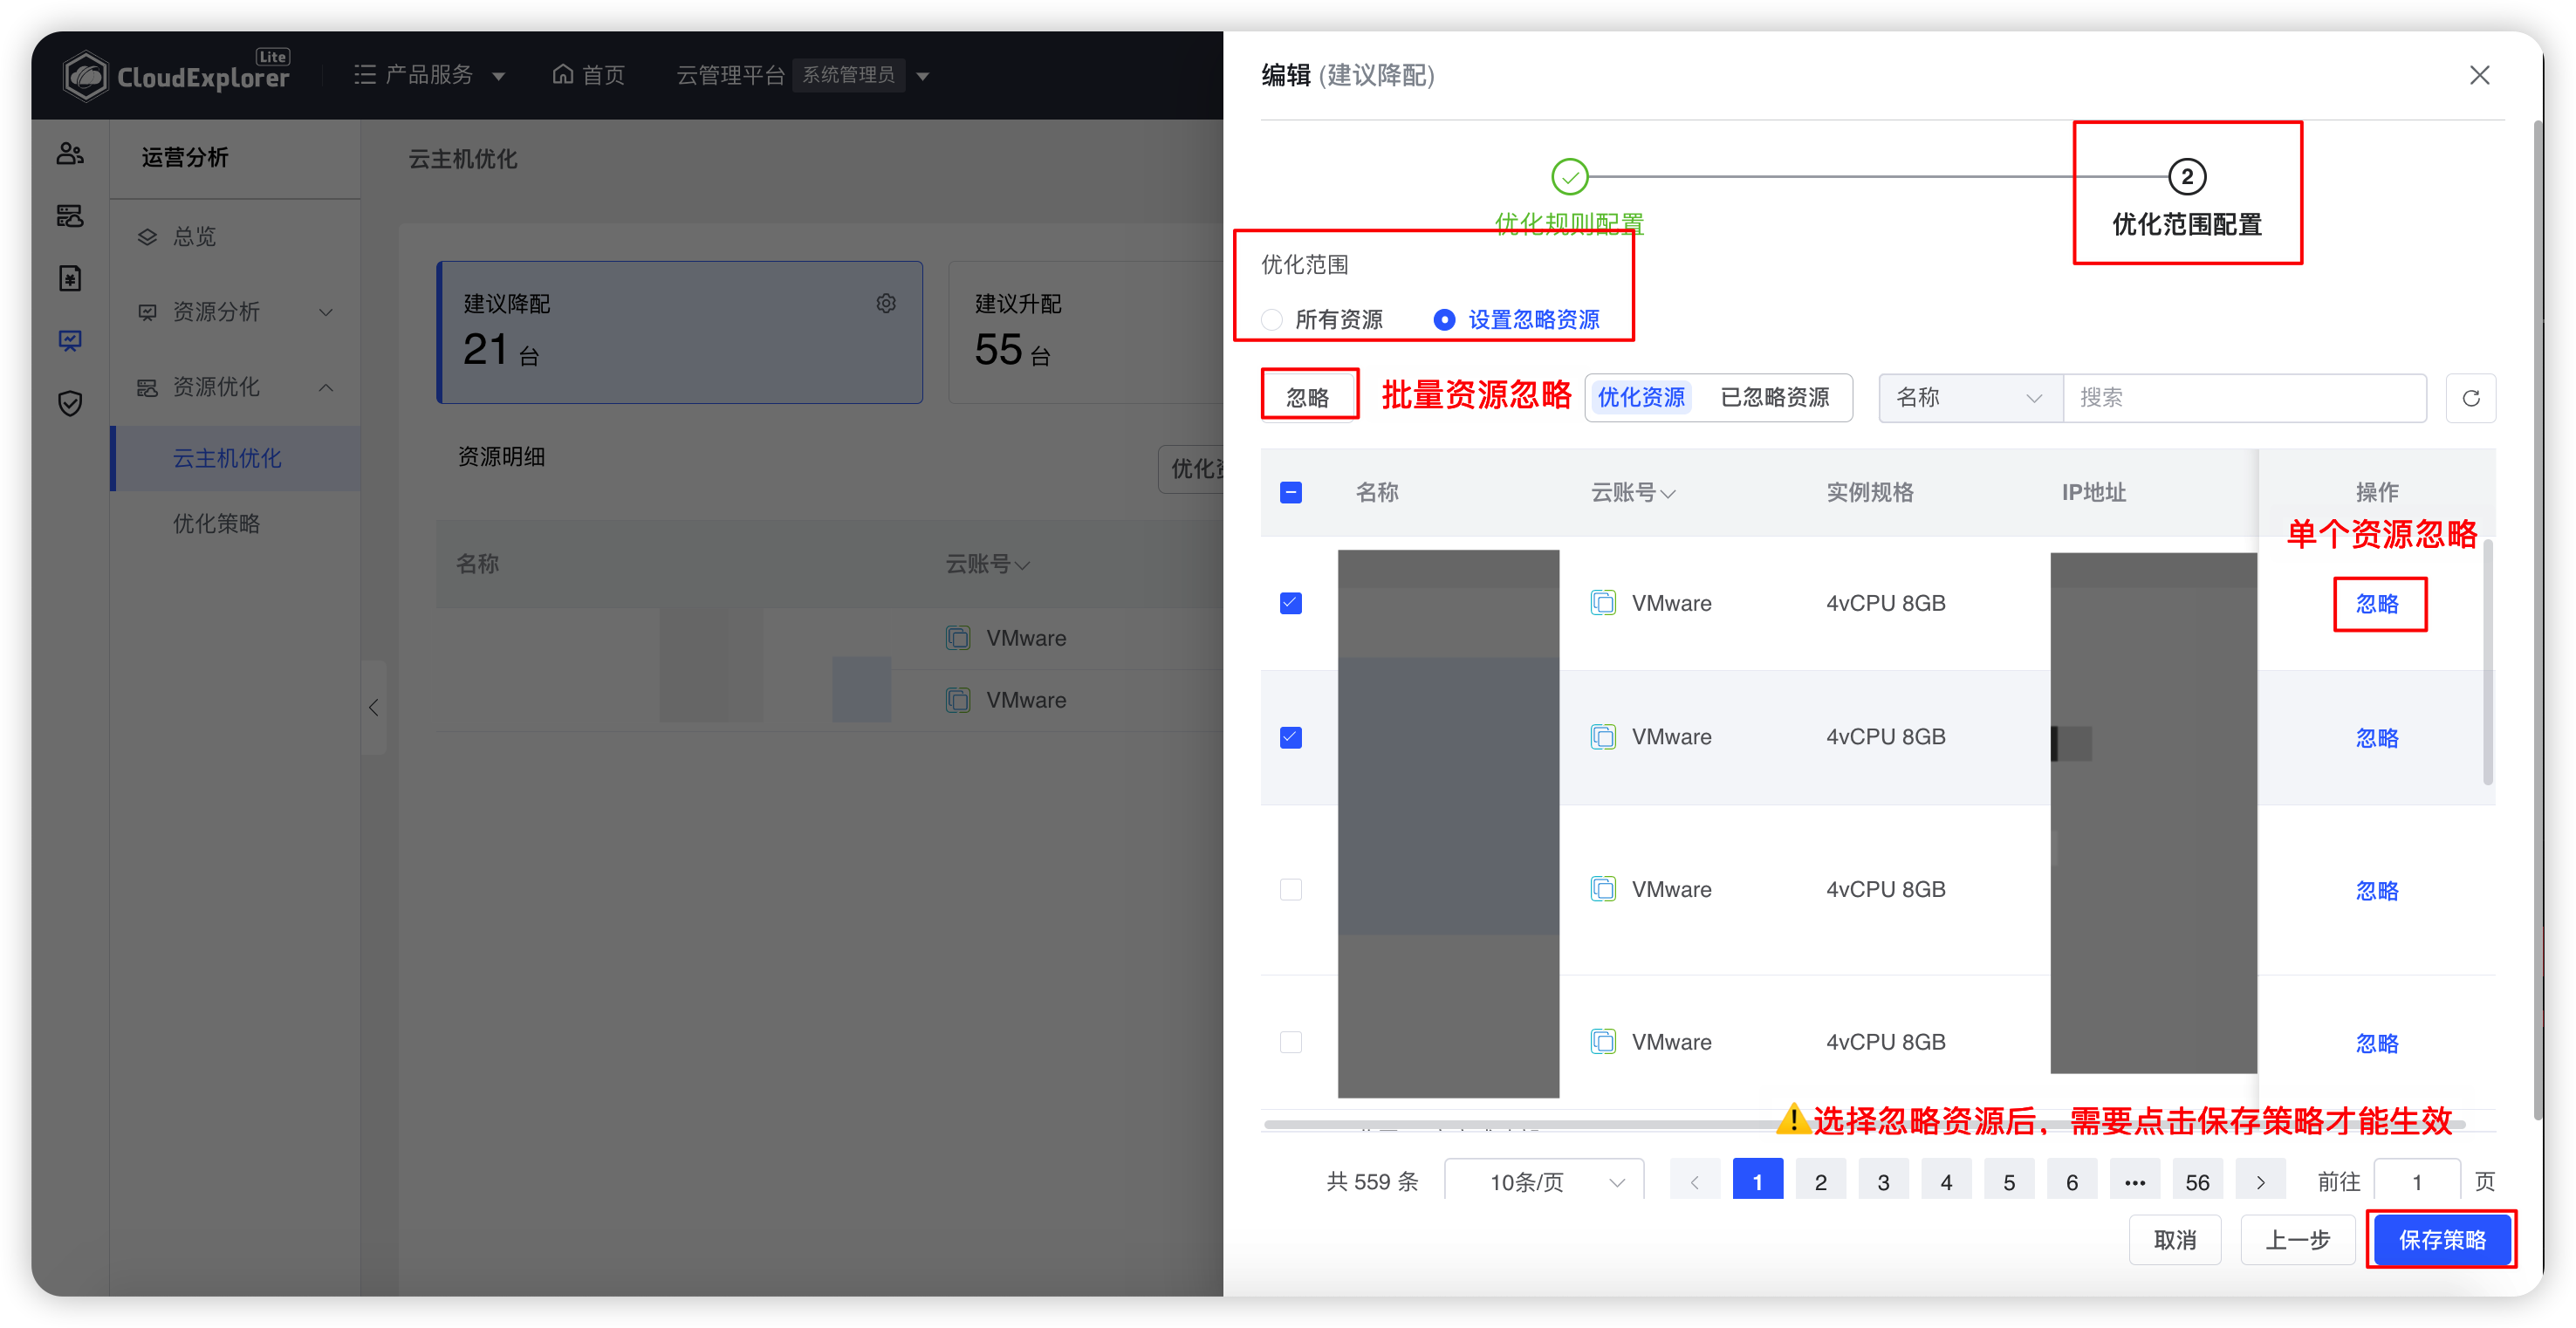 CloudExplorer Lite
产品服务
首页
云管理平台 系统管理员
运营分析
总览
资源分析
资源优化
云主机优化
优化策略
云主机优化
建议降配
21 台
建议升配
55 台
资源明细
名称 云账号
VMware
VMware
编辑 (建议降配)
优化规则配置
2
优化范围配置
优化范围
所有资源 设置忽略资源
忽略 批量资源忽略 优化资源 已忽略资源 名称 搜索
名称 云账号 实例规格 IP地址 操作
单个资源忽略
VMware 4vCPU 8GB 忽略
VMware 4vCPU 8GB 忽略
VMware 4vCPU 8GB 忽略
VMware 4vCPU 8GB 忽略
选择忽略资源后，需要点击保存策略才能生效
共 559 条 10条/页 1 2 3 4 5 6 ••• 56 前往 1 页
取消 上一步 保存策略